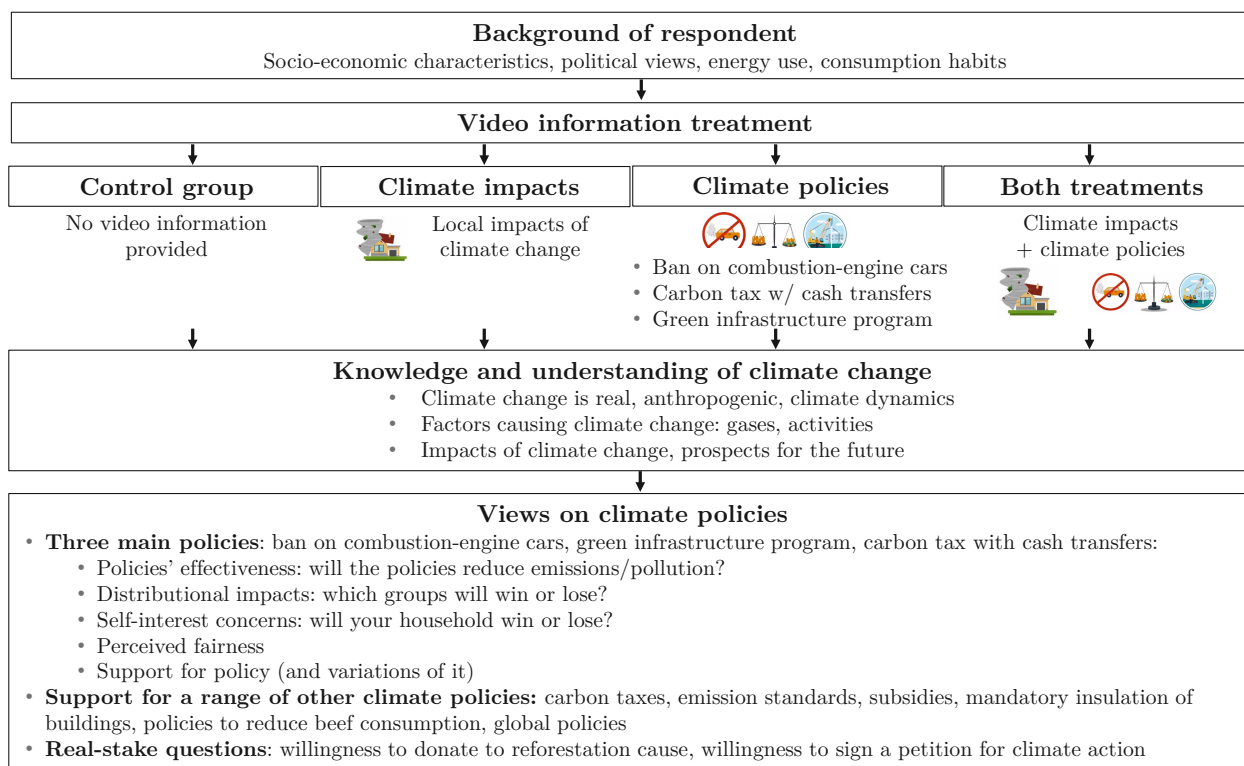 Background of respondent
Socio-economic characteristics, political views, energy use, consumption habits
Video information treatment
Control group
No video information
provided
Climate impacts
Local impacts of
climate change
Climate policies
• Ban on combustion-engine cars
• Carbon tax w/ cash transfers
• Green infrastructure program
Both treatments
Climate impacts
+ climate policies
Knowledge and understanding of climate change
• Climate change is real, anthropogenic, climate dynamics
• Factors causing climate change: gases, activities
• Impacts of climate change, prospects for the future
Views on climate policies
• Three main policies: ban on combustion-engine cars, green infrastructure program, carbon tax with cash transfers:
• Policies' effectiveness: will the policies reduce emissions/pollution?
• Distributional impacts: which groups will win or lose?
• Self-interest concerns: will your household win or lose?
• Perceived fairness
• Support for policy (and variations of it)
• Support for a range of other climate policies: carbon taxes, emission standards, subsidies, mandatory insulation of
buildings, policies to reduce beef consumption, global policies
• Real-stake questions: willingness to donate to reforestation cause, willingness to sign a petition for climate action